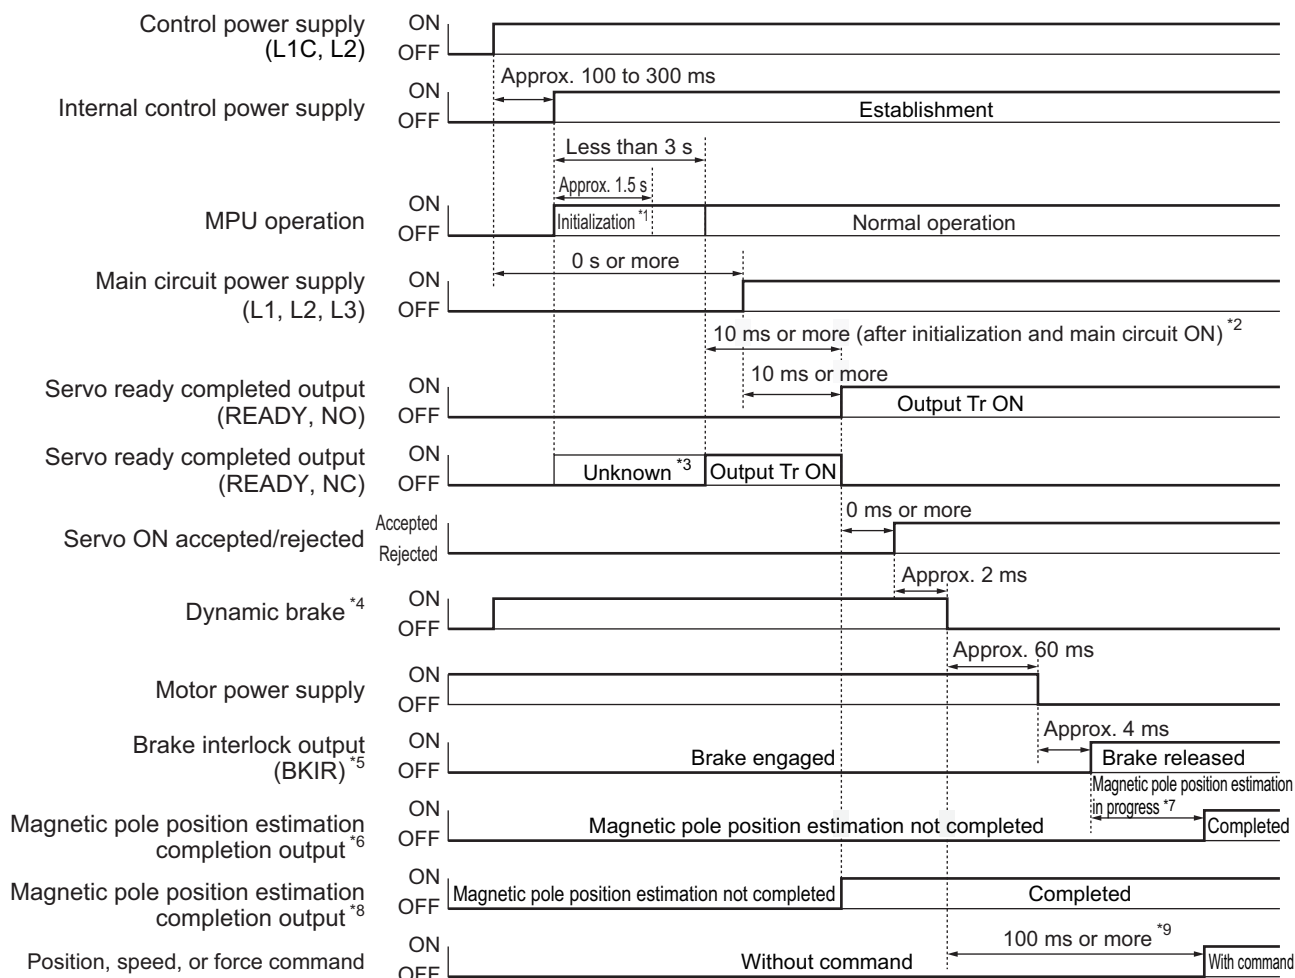 Control power supply
(L1C, L2)
ON
OFF
Approx. 100 to 300 ms
Internal control power supply
ON
OFF
Establishment
Less than 3 s
Approx. 1.5 s
MPU operation
ON
OFF
Initialization *1
Normal operation
0 s or more
Main circuit power supply
(L1, L2, L3)
ON
OFF
10 ms or more (after initialization and main circuit ON) *2
10 ms or more
Servo ready completed output
(READY, NO)
ON
OFF
Output Tr ON
Servo ready completed output
(READY, NC)
ON
OFF
Unknown *3
Output Tr ON
0 ms or more
Servo ON accepted/rejected
Accepted
Rejected
Approx. 2 ms
Dynamic brake *4
ON
OFF
Approx. 60 ms
Motor power supply
ON
OFF
Approx. 4 ms
Brake interlock output
(BKIR) *5
ON
OFF
Brake engaged
Brake released
Magnetic pole position estimation
in progress *7
Magnetic pole position estimation
completion output *6
ON
OFF
Magnetic pole position estimation not completed
Completed
Magnetic pole position estimation
completion output *8
ON
OFF
Magnetic pole position estimation not completed
Completed
100 ms or more *9
Position, speed, or force command
ON
OFF
Without command
With command